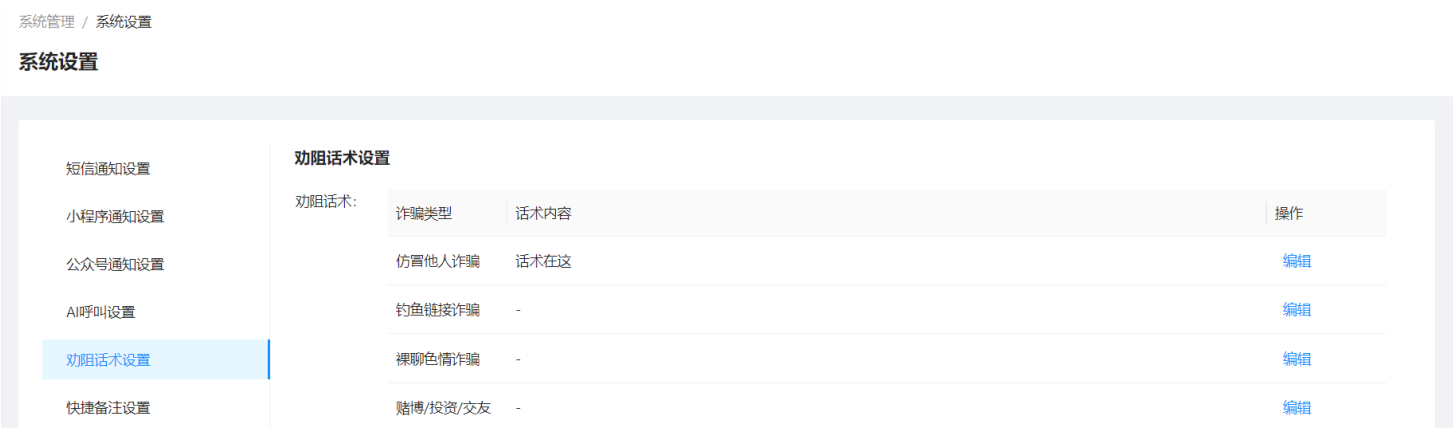 系统管理 / 系统设置
系统设置
短信通知设置
小程序通知设置
公众号通知设置
AI呼叫设置
劝阻话术设置
快捷备注设置
劝阻话术设置
劝阻话术：
诈骗类型 话术内容 操作
仿冒他人诈骗 话术在这 编辑
钓鱼链接诈骗 - 编辑
裸聊色情诈骗 - 编辑
赌博/投资/交友 - 编辑